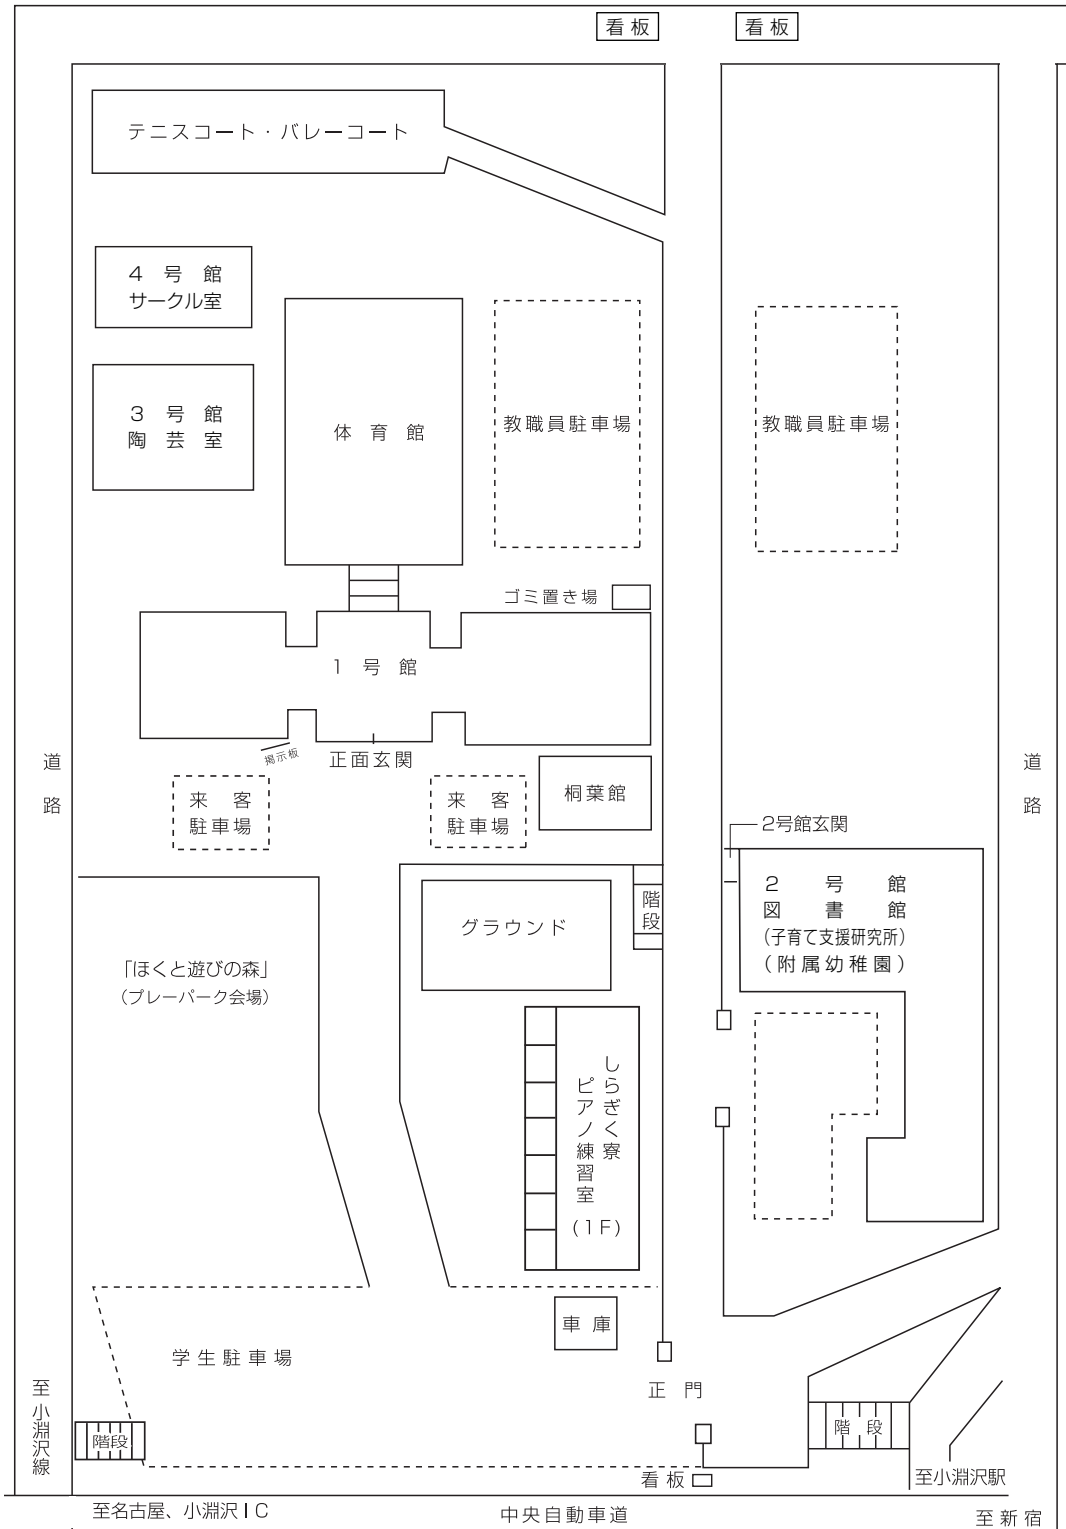 看板
看板
テニスコート・バレーコート
4号館
サークル室
3号館
陶芸室
体育館
教職員駐車場
教職員駐車場
ゴミ置き場
1号館
掲示板
正面玄関
道路
道路
来客
駐車場
来客
駐車場
桐葉館
2号館玄関
2号館
図書館
(子育て支援研究所)
(附属幼稚園)
階段
グラウンド
「ほくと遊びの森」
(プレーパーク会場)
しらぎく寮
ピアノ練習室
(1F)
車庫
学生駐車場
正門
至小淵沢線
階段
階段
看板
至小淵沢駅
至名古屋、小淵沢IC
中央自動車道
至新宿